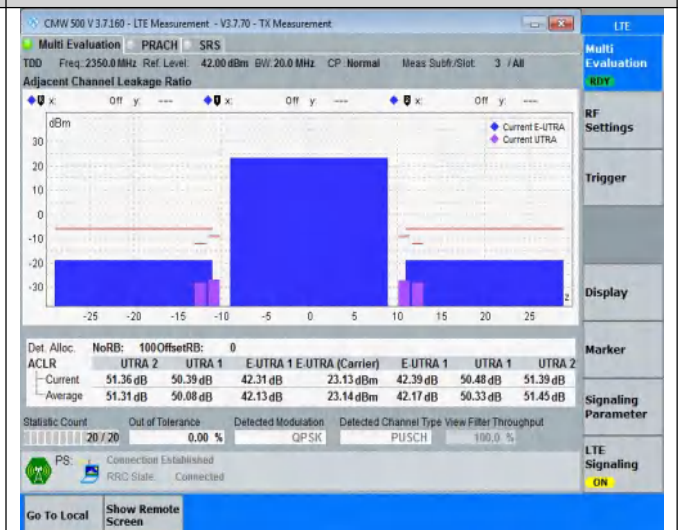 CMW 500 V 3.7.160 - LTE Measurement - V3.7.70 - TX Measurement
LTE
Multi Evaluation PRACH SRS
Multi Evaluation
RDY
TDD Freq: 2350.0 MHz Ref. Level: 42.00 dBm BW: 20.0 MHz CP: Normal Meas Subfr./Slot: 3 / All
Adjacent Channel Leakage Ratio
x: Off y: --- x: Off y: --- x: Off y: ---
dBm
Current E-UTRA
Current UTRA
30
20
10
0
-10
-20
-30
z
-25 -20 -15 -10 -5 0 5 10 15 20 25
RF Settings
Trigger
Display
Marker
Signaling Parameter
LTE Signaling
ON
Det. Alloc. NoRB: 100 OffsetRB: 0
ACLR UTRA 2 UTRA 1 E-UTRA 1 E-UTRA (Carrier) E-UTRA 1 UTRA 1 UTRA 2
Current 51.36 dB 50.39 dB 42.31 dB 23.13 dBm 42.39 dB 50.48 dB 51.39 dB
Average 51.31 dB 50.08 dB 42.13 dB 23.14 dBm 42.17 dB 50.33 dB 51.45 dB
Statistic Count Out of Tolerance Detected Modulation Detected Channel Type View Filter Throughput
20 / 20 0.00 % QPSK PUSCH 100.0 %
PS: Connection Established
RRC State: Connected
Go To Local
Show Remote Screen